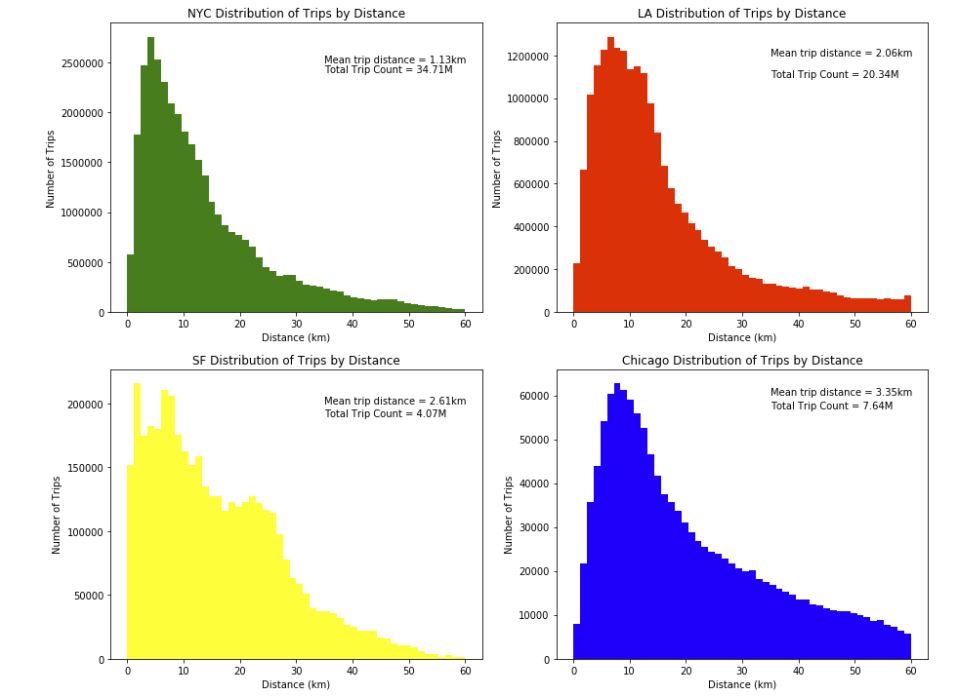 NYC Distribution of Trips by Distance
Mean trip distance = 1.13km
Total Trip Count = 34.71M
Number of Trips
2500000
2000000
1500000
1000000
500000
0
0 10 20 30 40 50 60
Distance (km)
LA Distribution of Trips by Distance
Mean trip distance = 2.06km
Total Trip Count = 20.34M
Number of Trips
1200000
1000000
800000
600000
400000
200000
0
0 10 20 30 40 50 60
Distance (km)
SF Distribution of Trips by Distance
Mean trip distance = 2.61km
Total Trip Count = 4.07M
Number of Trips
200000
150000
100000
50000
0
0 10 20 30 40 50 60
Distance (km)
Chicago Distribution of Trips by Distance
Mean trip distance = 3.35km
Total Trip Count = 7.64M
Number of Trips
60000
50000
40000
30000
20000
10000
0
0 10 20 30 40 50 60
Distance (km)